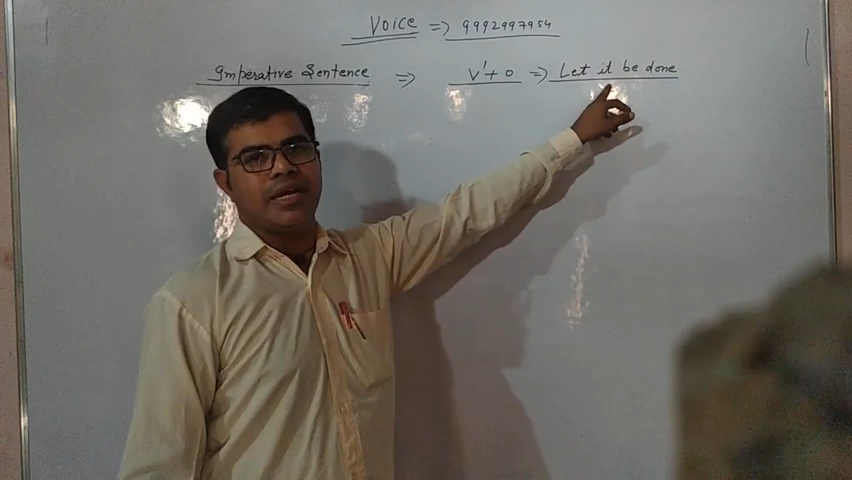 Voice => 9992997954
Imperative Sentence => V¹ + O => Let it be done